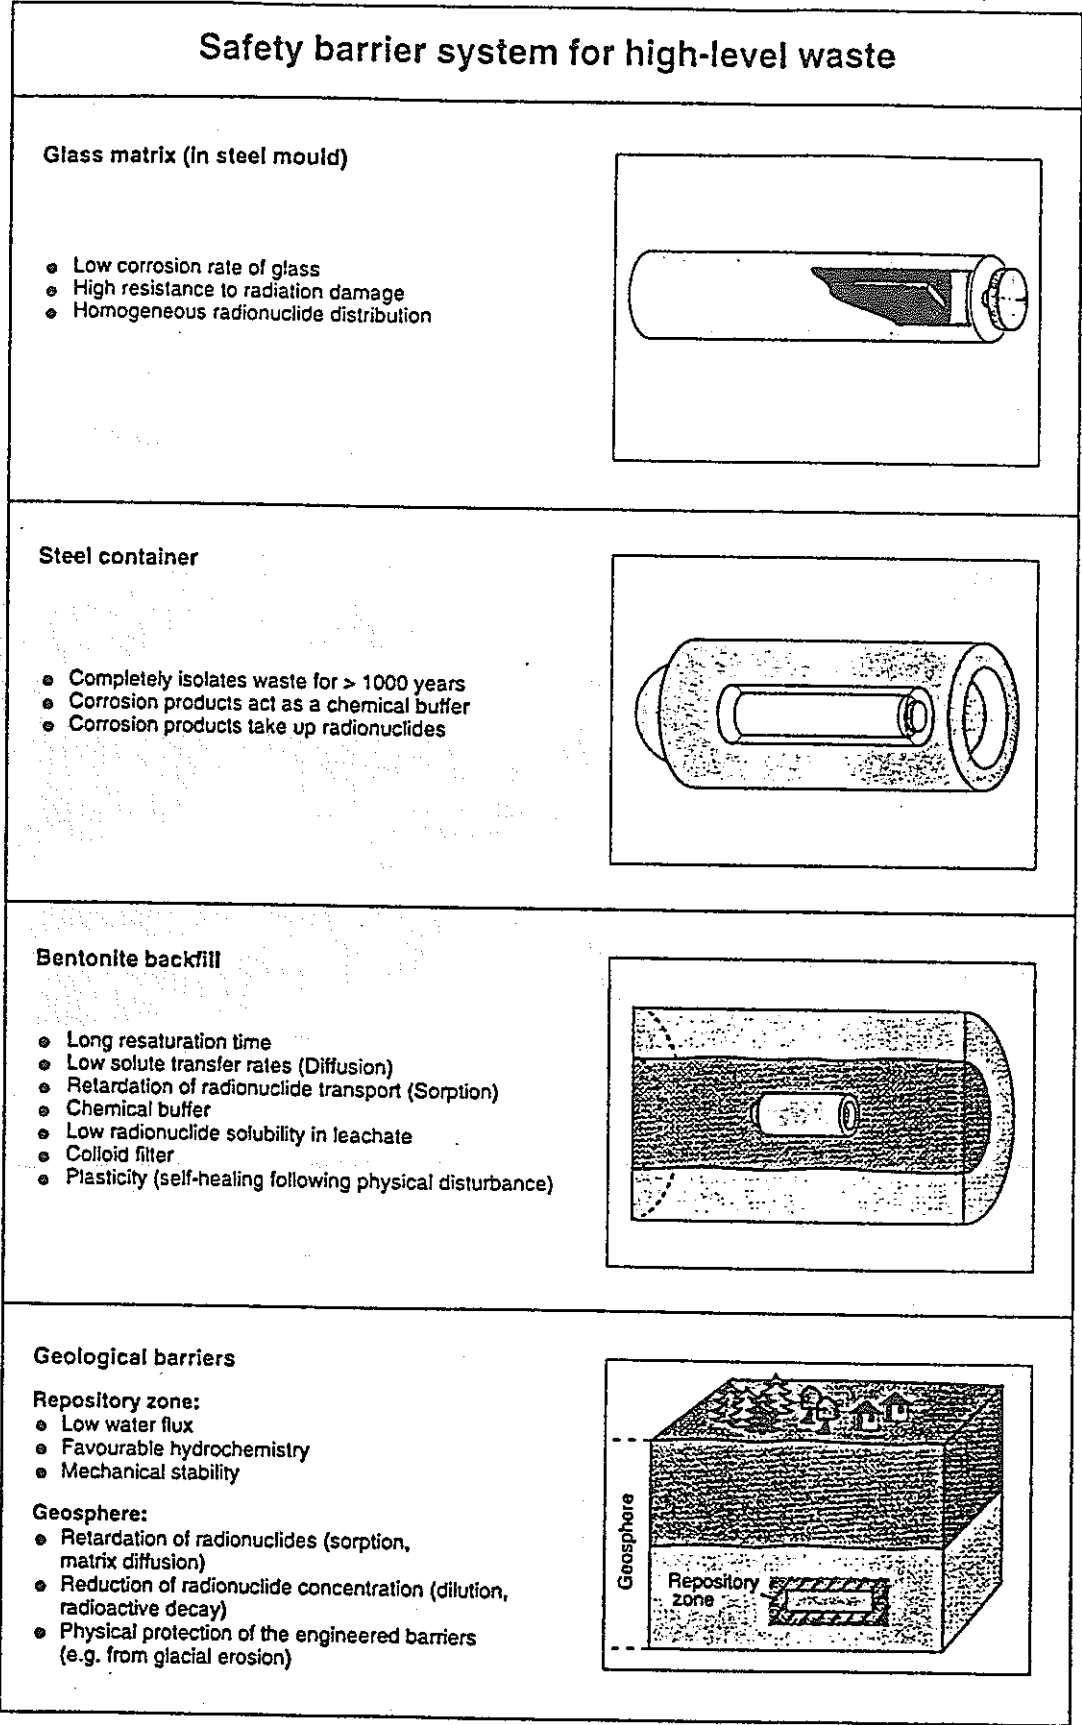 Safety barrier system for high-level waste
Glass matrix (in steel mould)
● Low corrosion rate of glass
● High resistance to radiation damage
● Homogeneous radionuclide distribution
Steel container
● Completely isolates waste for > 1000 years
● Corrosion products act as a chemical buffer
● Corrosion products take up radionuclides
Bentonite backfill
● Long resaturation time
● Low solute transfer rates (Diffusion)
● Retardation of radionuclide transport (Sorption)
● Chemical buffer
● Low radionuclide solubility in leachate
● Colloid filter
● Plasticity (self-healing following physical disturbance)
Geological barriers
Repository zone:
● Low water flux
● Favourable hydrochemistry
● Mechanical stability
Geosphere:
● Retardation of radionuclides (sorption,
matrix diffusion)
● Reduction of radionuclide concentration (dilution,
radioactive decay)
● Physical protection of the engineered barriers
(e.g. from glacial erosion)
Geosphere
Repository
zone